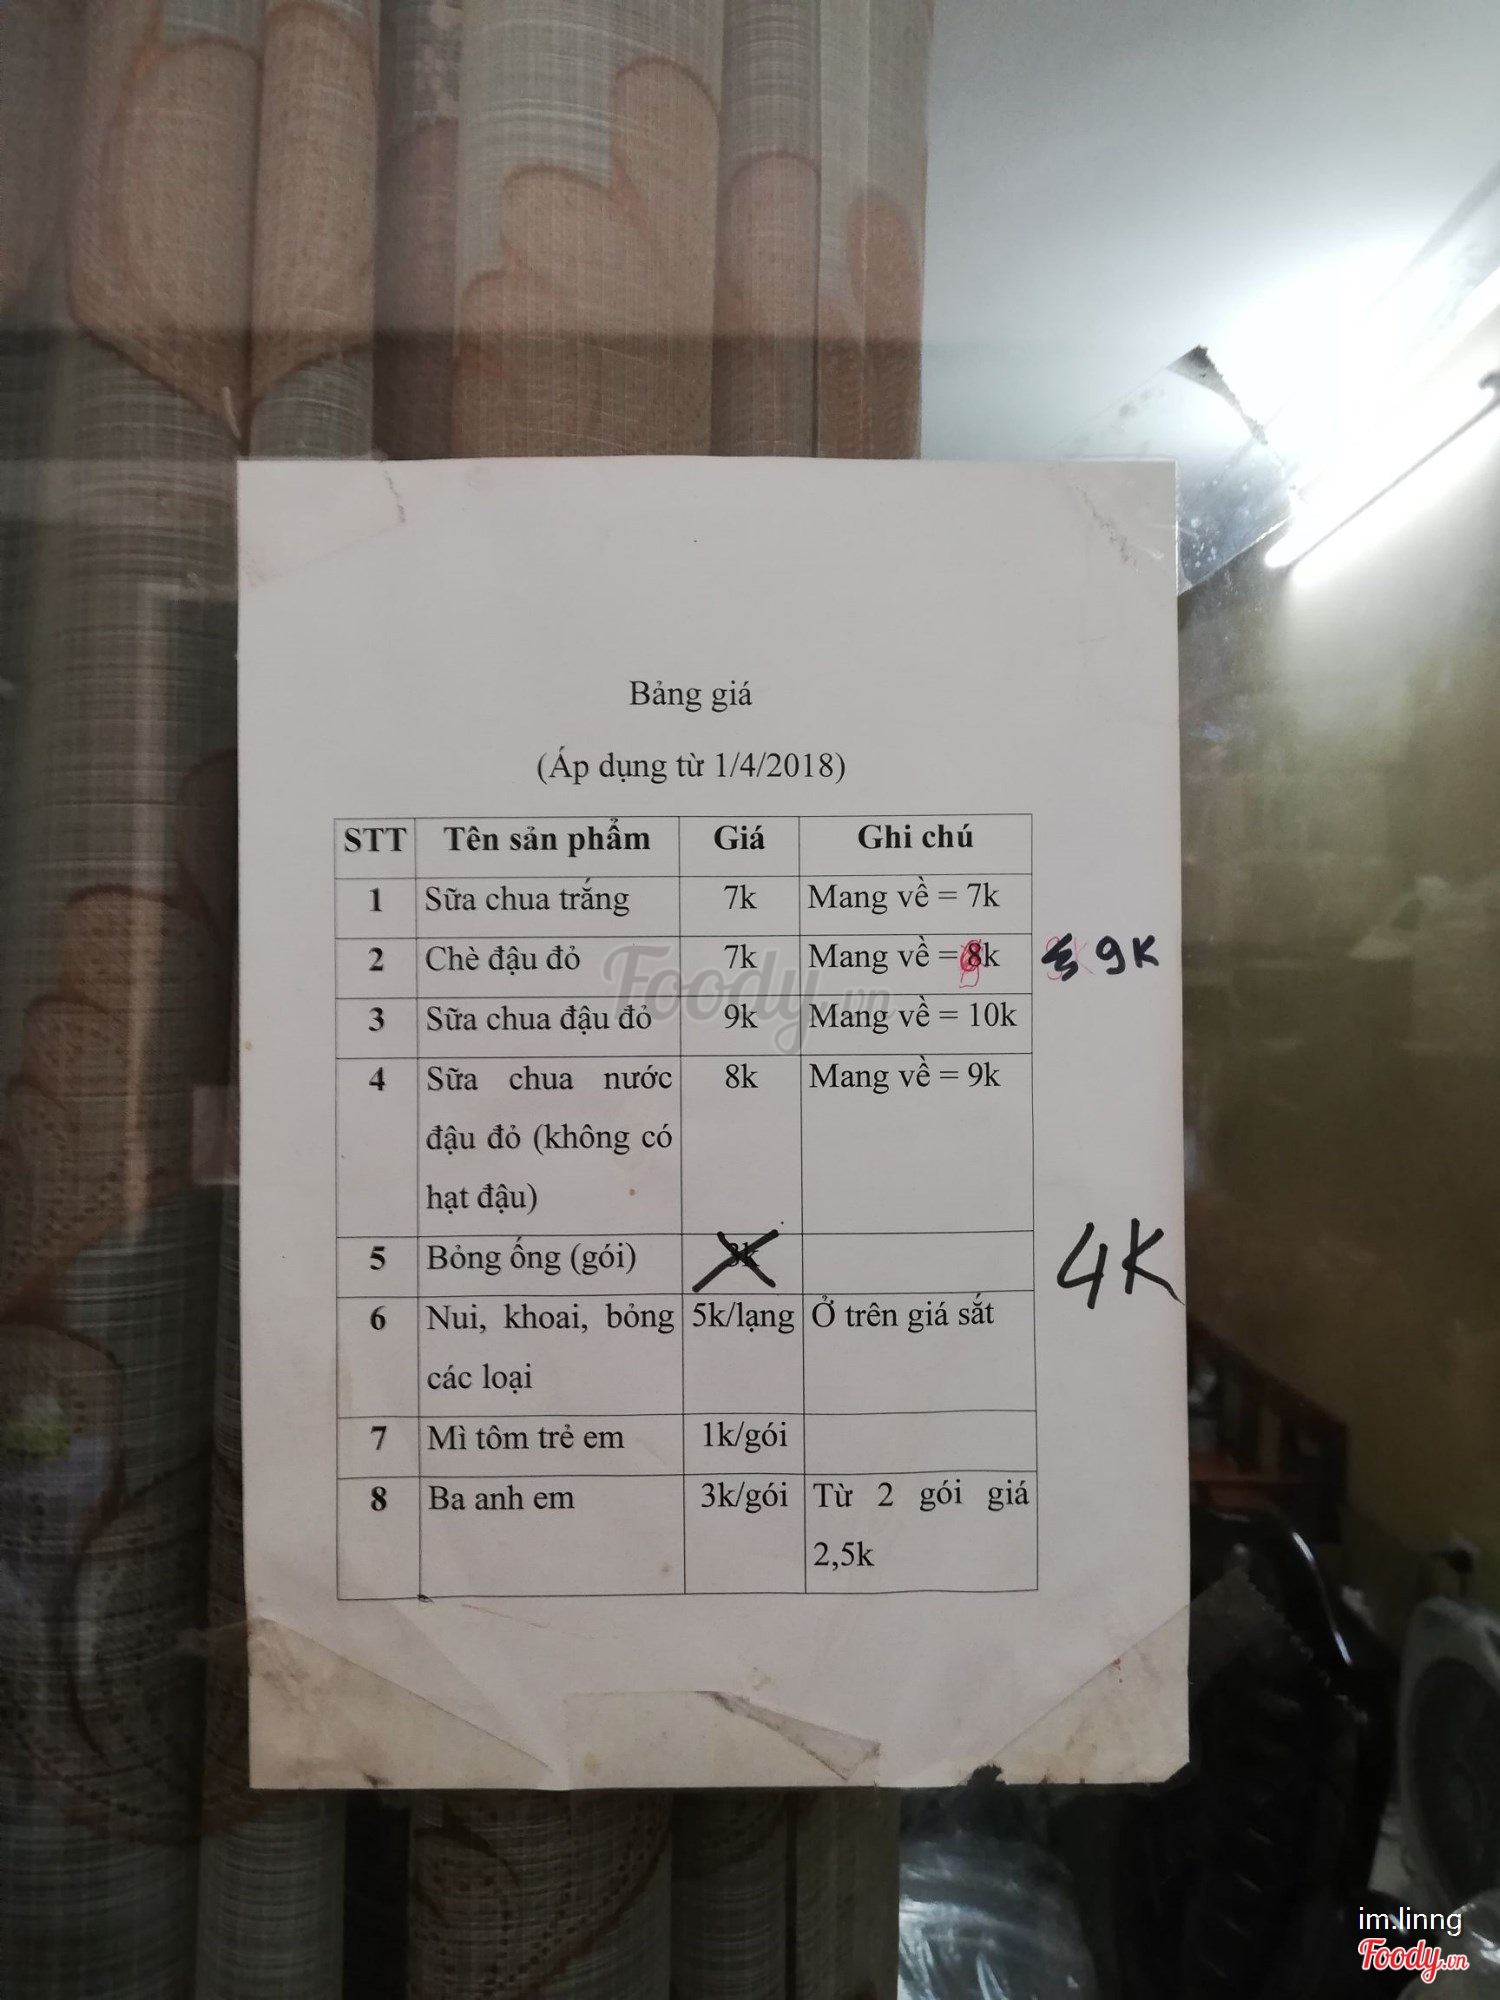 Bảng giá
(Áp dụng từ 1/4/2018)
STT Tên sản phẩm Giá Ghi chú
1 Sữa chua trắng 7k Mang về = 7k
2 Chè đậu đỏ 7k Mang về = 8k 9K
3 Sữa chua đậu đỏ 9k Mang về = 10k
4 Sữa chua nước 8k Mang về = 9k
đậu đỏ (không có
hạt đậu)
5 Bỏng ống (gói) 3k 4K
6 Nui, khoai, bỏng 5k/lạng Ở trên giá sắt
các loại
7 Mì tôm trẻ em 1k/gói
8 Ba anh em 3k/gói Từ 2 gói giá
2,5k
Foody.vn
im.linng
Foody.vn